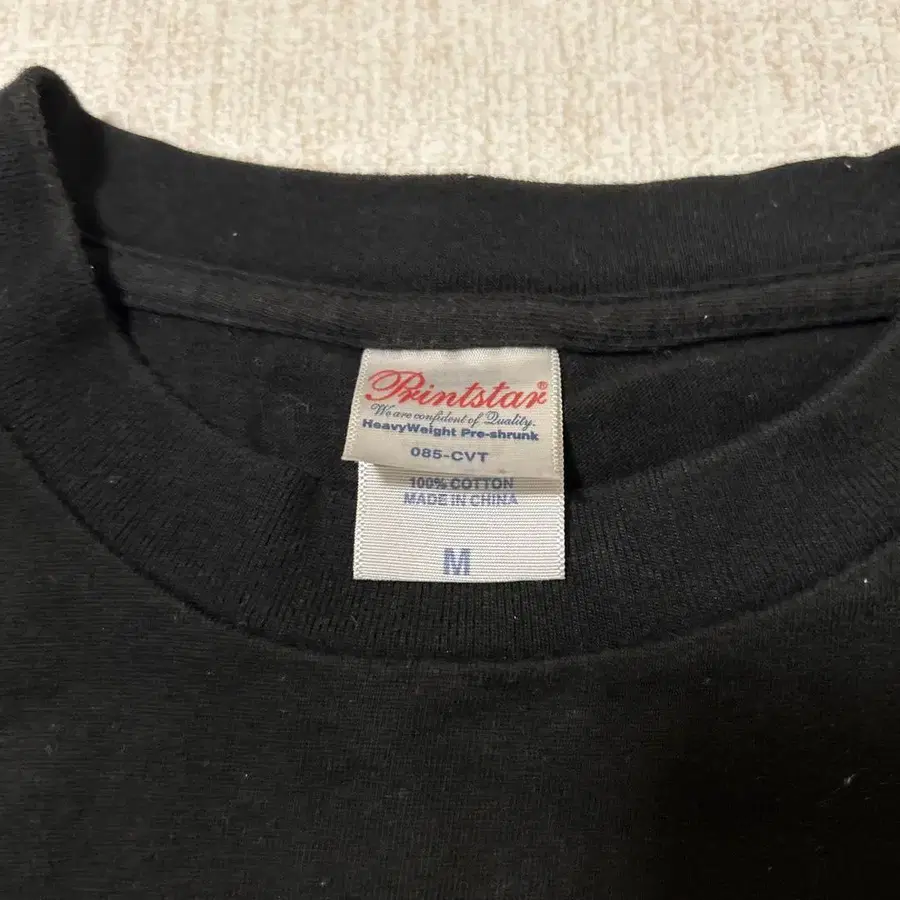 Printstar®
We are confident of Quality.
HeavyWeight Pre-shrunk
085-CVT
100% COTTON
MADE IN CHINA
M